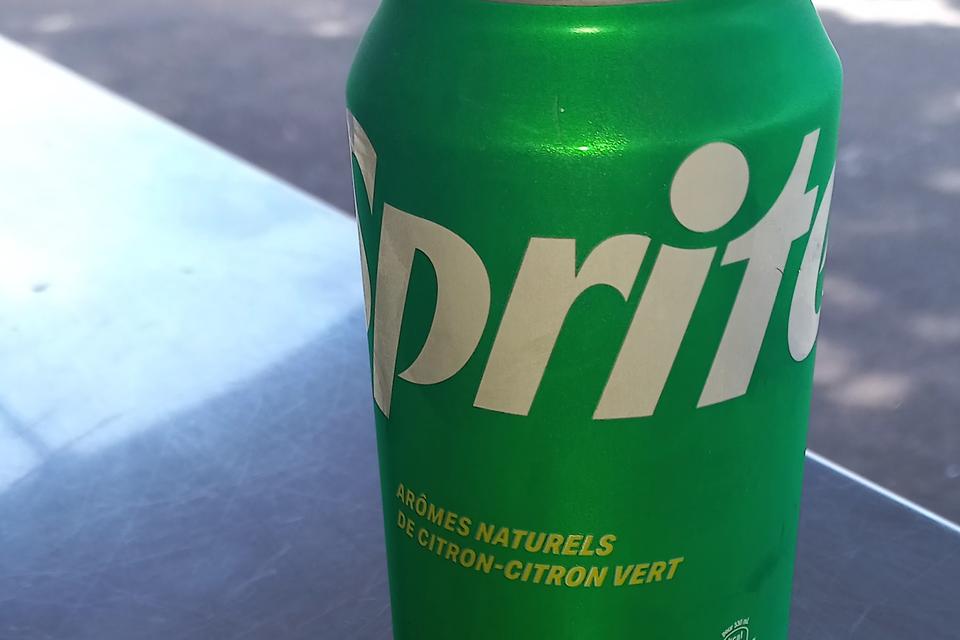 Sprite
ARÔMES NATURELS
DE CITRON-CITRON VERT